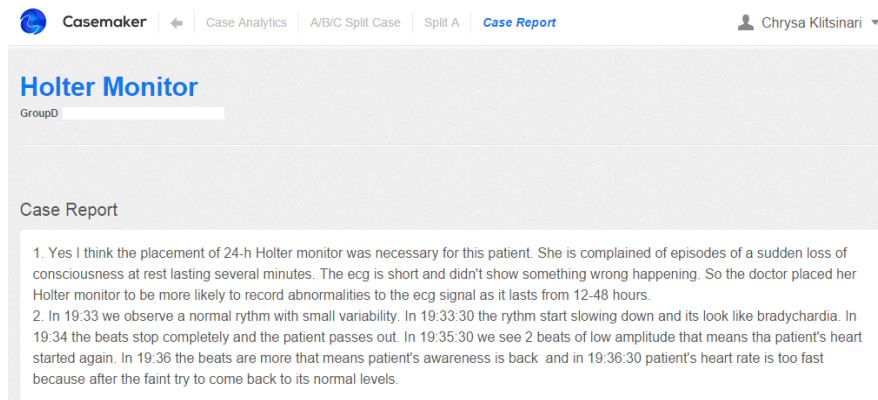 Casemaker Case Analytics A/B/C Split Case Split A Case Report Chrysa Klitsinari
Holter Monitor
GroupD
Case Report
1. Yes I think the placement of 24-h Holter monitor was necessary for this patient. She is complained of episodes of a sudden loss of
consciousness at rest lasting several minutes. The ecg is short and didn't show something wrong happening. So the doctor placed her
Holter monitor to be more likely to record abnormalities to the ecg signal as it lasts from 12-48 hours.
2. In 19:33 we observe a normal rythm with small variability. In 19:33:30 the rythm start slowing down and its look like bradychardia. In
19:34 the beats stop completely and the patient passes out. In 19:35:30 we see 2 beats of low amplitude that means tha patient's heart
started again. In 19:36 the beats are more that means patient's awareness is back and in 19:36:30 patient's heart rate is too fast
because after the faint try to come back to its normal levels.